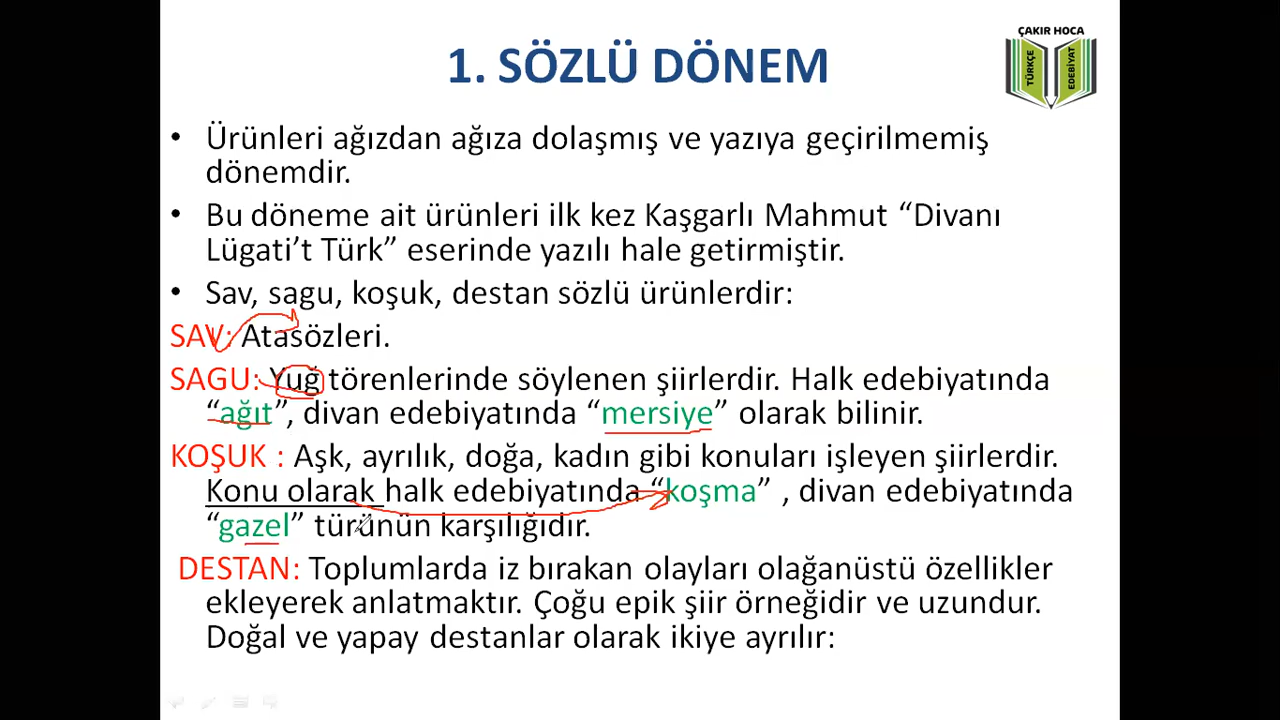 1. SÖZLÜ DÖNEM
ÇAKIR HOCA
TÜRKÇE
EDEBİYAT
• Ürünleri ağızdan ağıza dolaşmış ve yazıya geçirilmemiş
dönemdir.
• Bu döneme ait ürünleri ilk kez Kaşgarlı Mahmut “Divanı
Lügati’t Türk” eserinde yazılı hale getirmiştir.
• Sav, sagu, koşuk, destan sözlü ürünlerdir:
SAV: Atasözleri.
SAGU: Yuğ törenlerinde söylenen şiirlerdir. Halk edebiyatında
“ağıt”, divan edebiyatında “mersiye” olarak bilinir.
KOŞUK : Aşk, ayrılık, doğa, kadın gibi konuları işleyen şiirlerdir.
Konu olarak halk edebiyatında “koşma” , divan edebiyatında
“gazel” türünün karşılığıdır.
DESTAN: Toplumlarda iz bırakan olayları olağanüstü özellikler
ekleyerek anlatmaktır. Çoğu epik şiir örneğidir ve uzundur.
Doğal ve yapay destanlar olarak ikiye ayrılır: